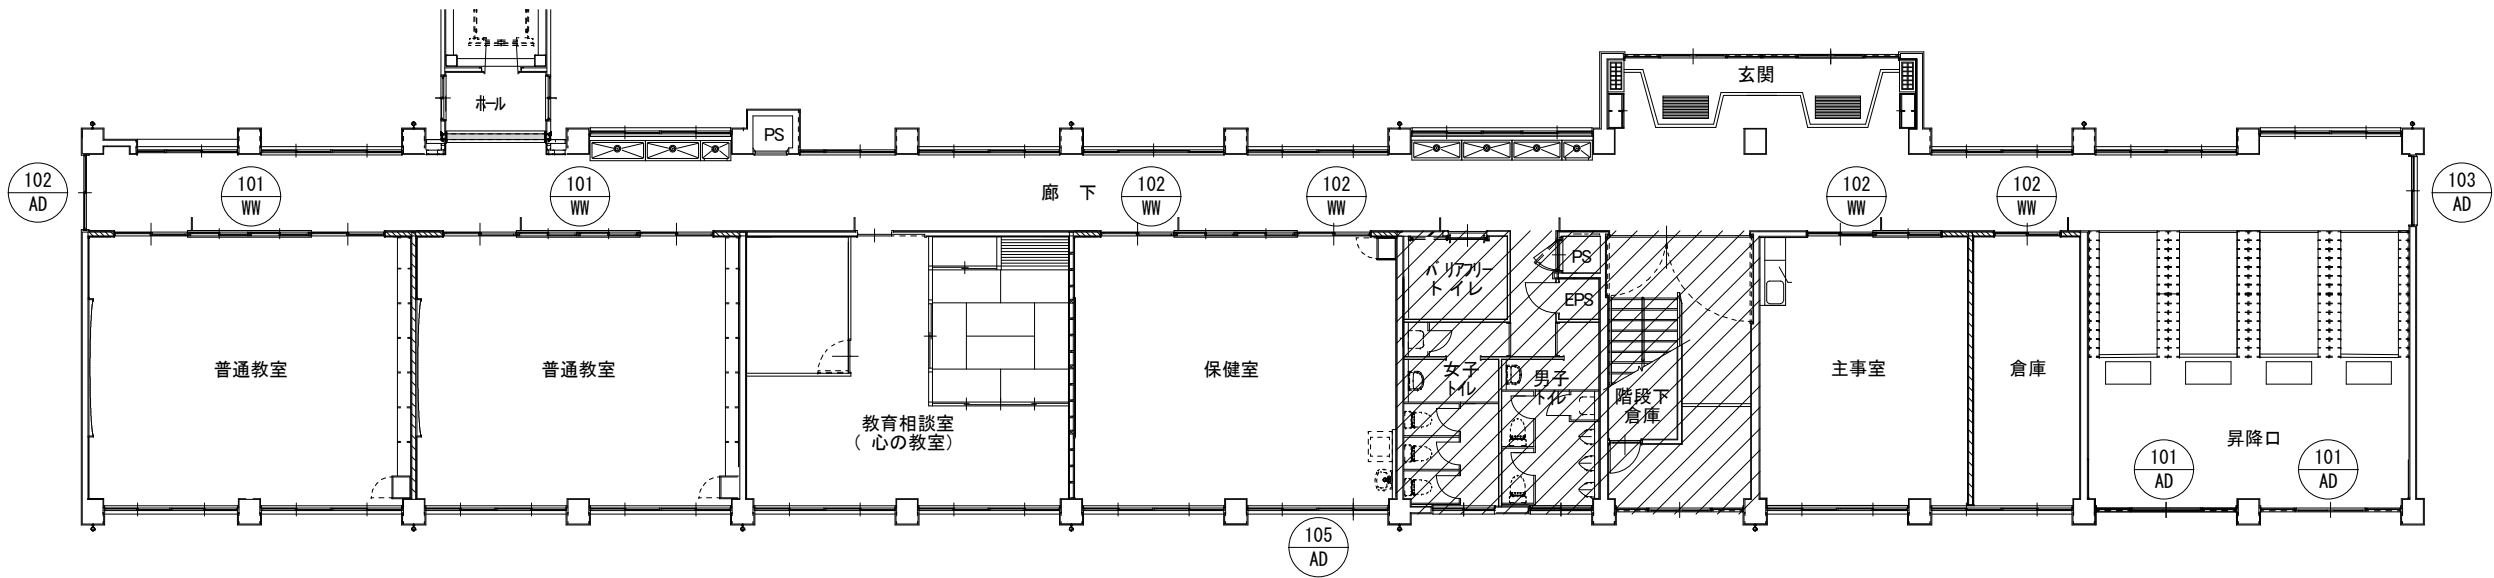 ホール
玄関
PS
102
AD
101
WW
101
WW
廊 下
102
WW
102
WW
102
WW
102
WW
103
AD
バリアフリー
トイレ
PS
EPS
普通教室
普通教室
教育相談室
( 心の教室)
保健室
女子
トイレ
男子
トイレ
階段下
倉庫
主事室
倉庫
昇降口
101
AD
101
AD
105
AD